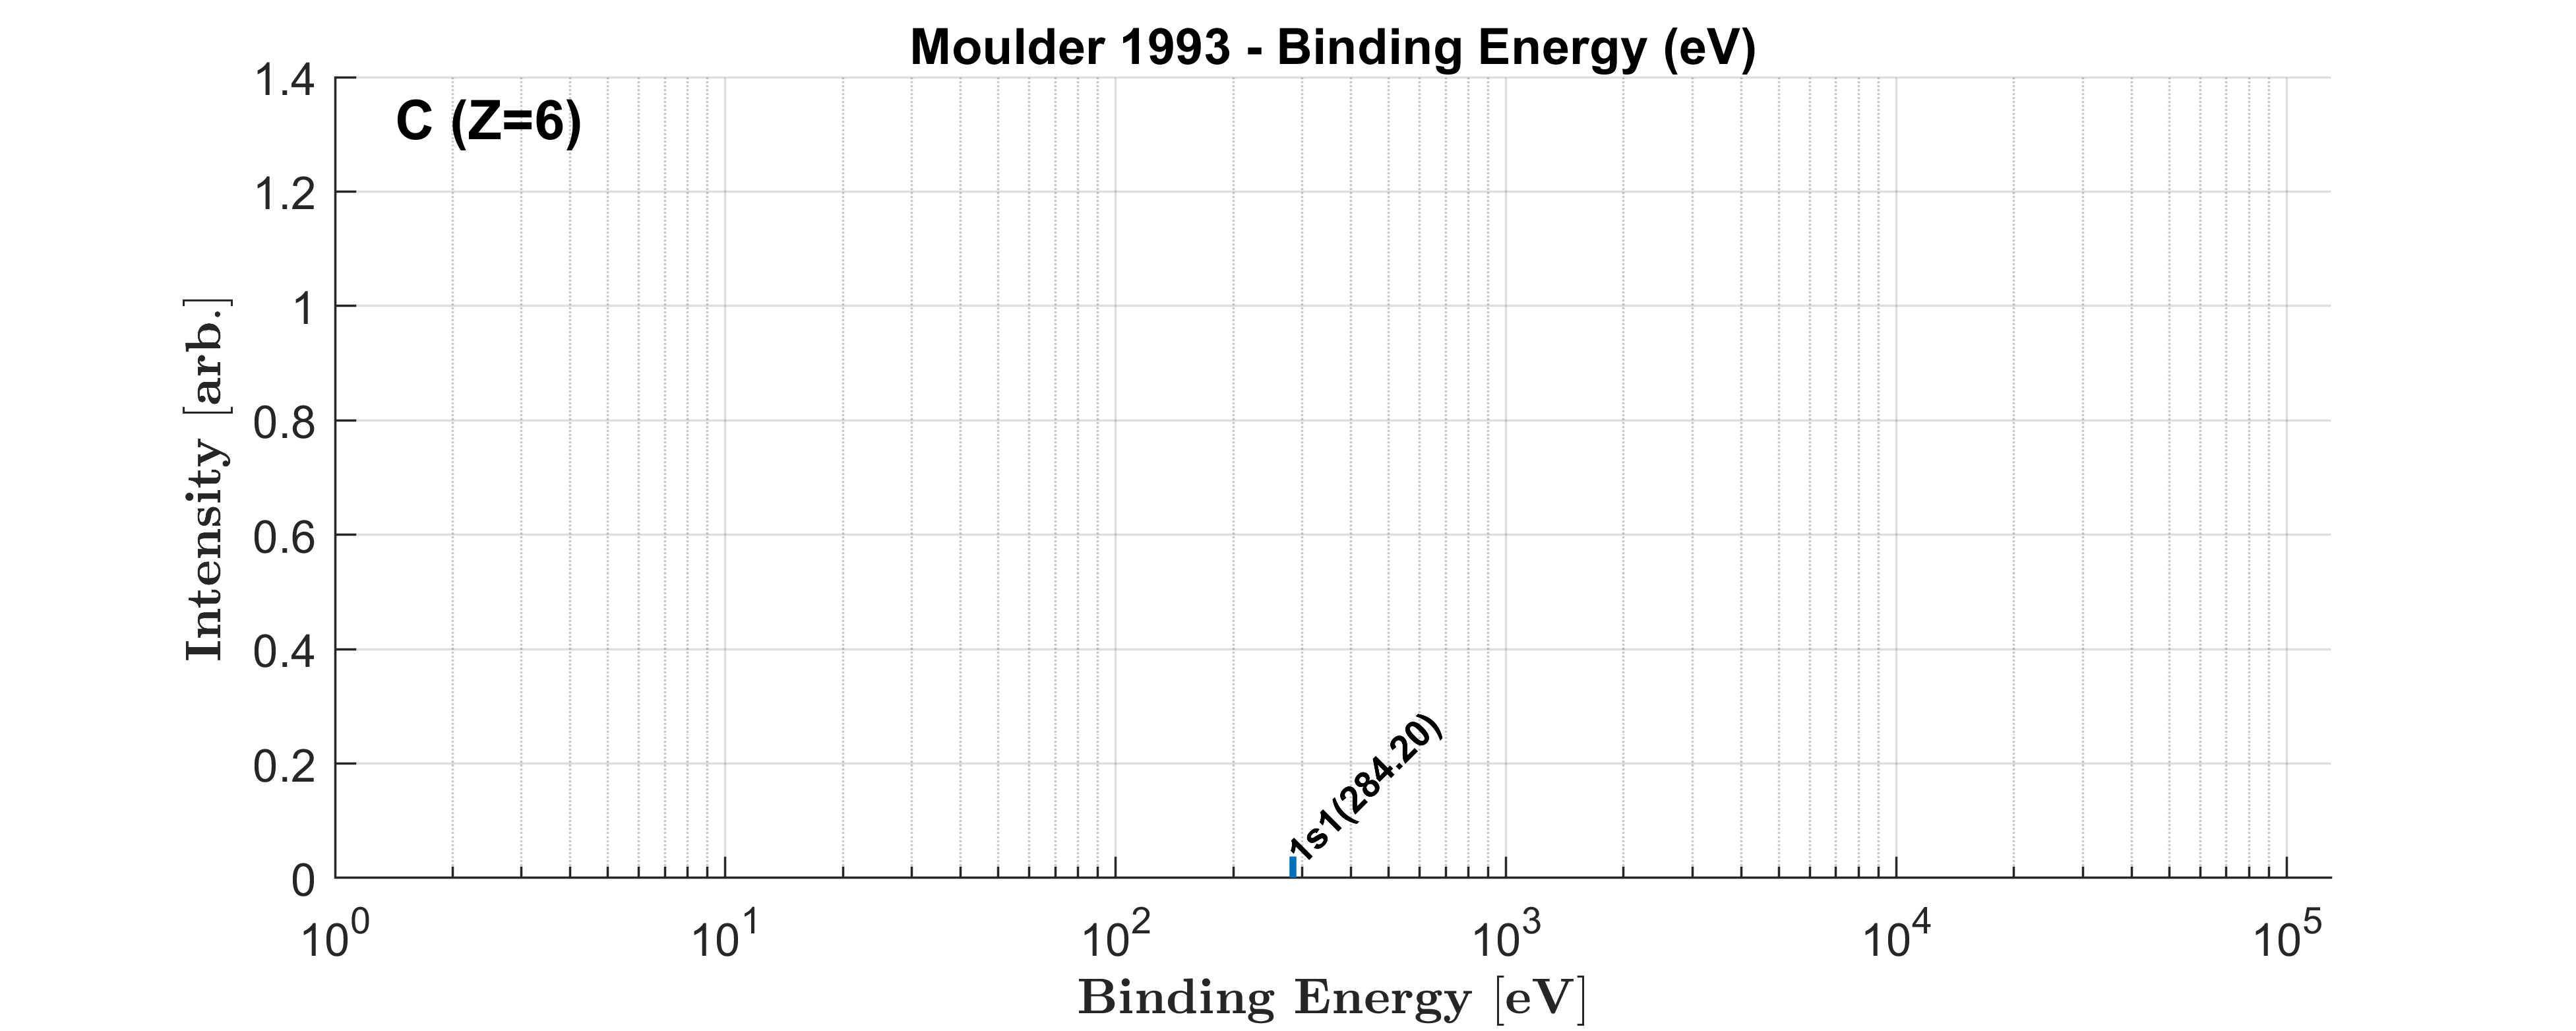 Moulder 1993 - Binding Energy (eV)
C (Z=6)
1.4
1.2
1
0.8
0.6
0.4
0.2
0
Intensity [arb.]
1s1(284.20)
10^0 10^1 10^2 10^3 10^4 10^5
Binding Energy [eV]